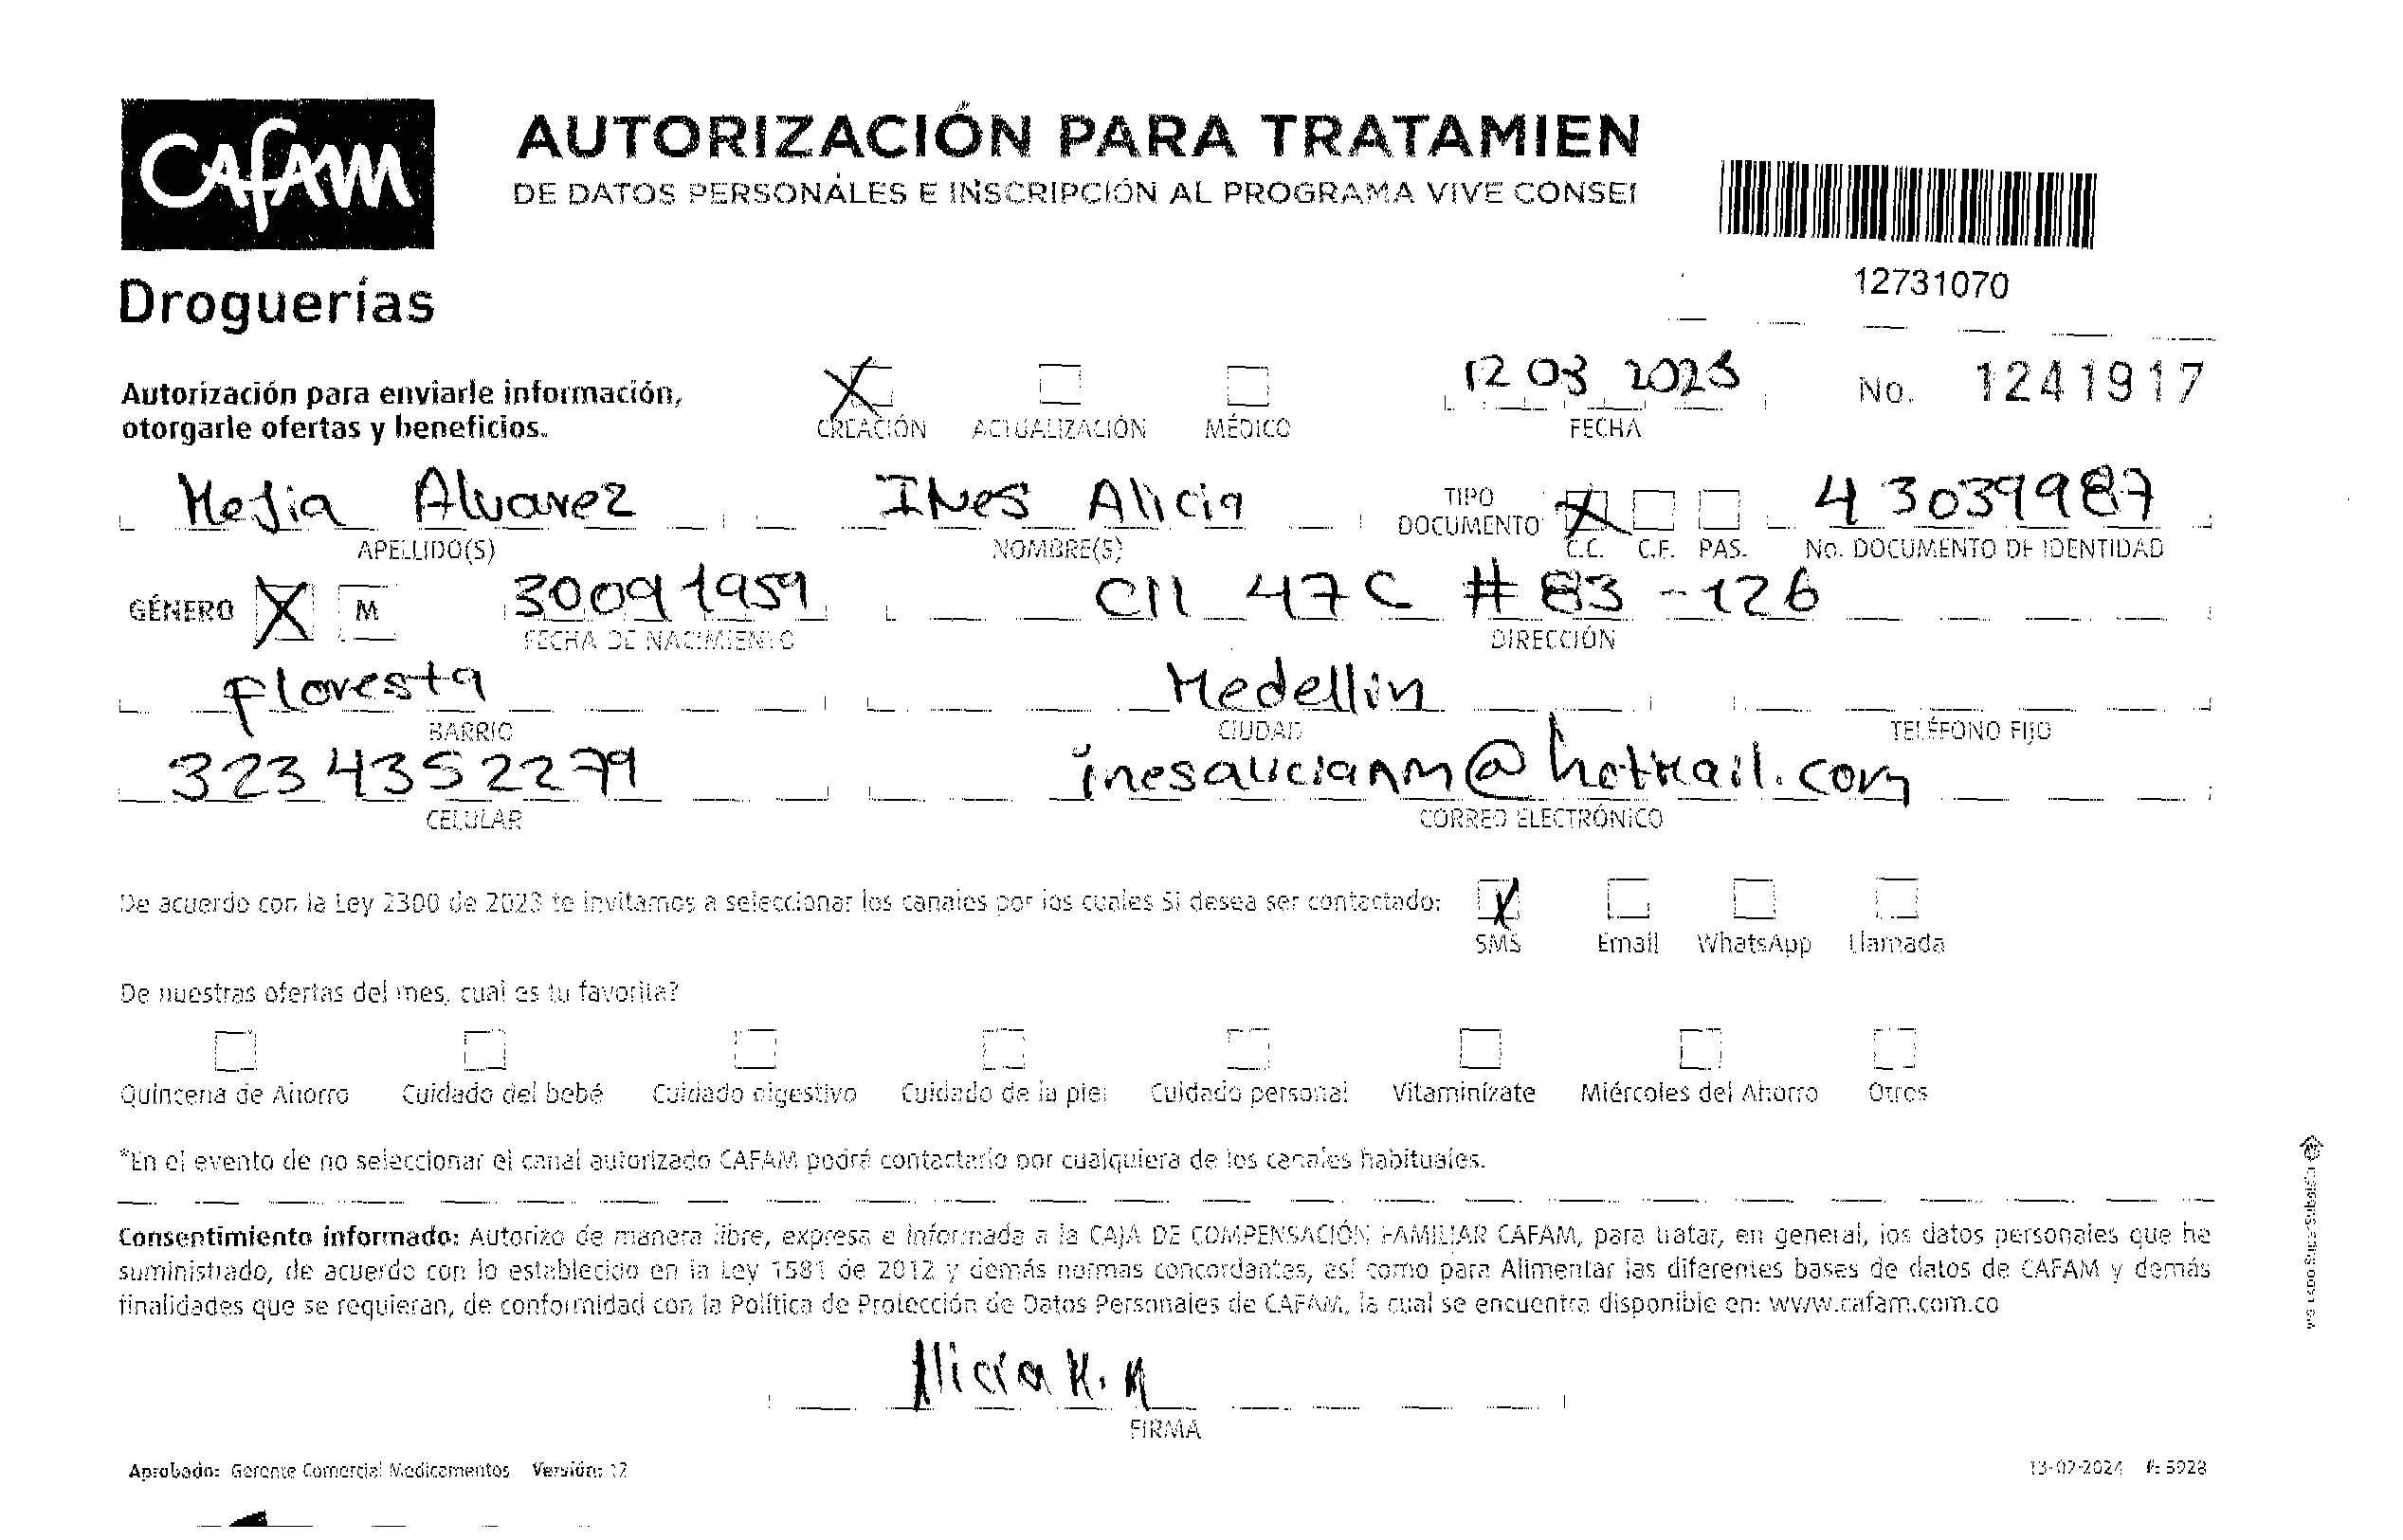 CAFAM
Droguerías
AUTORIZACIÓN PARA TRATAMIEN
DE DATOS PERSONALES E INSCRIPCIÓN AL PROGRAMA VIVE CONSEI
12731070
Autorización para enviarle información,
otorgarle ofertas y beneficios.
CREACIÓN ACTUALIZACIÓN MÉDICO
12 03 2025
FECHA
No. 1241917
Mejia Alvarez INes Alicia
APELLIDO(S) NOMBRE(S)
TIPO DOCUMENTO C.C. C.E. PAS.
43039987
No. DOCUMENTO DE IDENTIDAD
GÉNERO M
30091959
FECHA DE NACIMIENTO
Cll 47C # 83 - 126
DIRECCIÓN
floresta Medellin
BARRIO CIUDAD TELÉFONO FIJO
3234352279
CELULAR
@hotmail.com
CORREO ELECTRÓNICO
De acuerdo con la Ley 2300 de 2023 te invitamos a seleccionar los canales por los cuales Si desea ser contactado:
SMS Email WhatsApp Llamada
De nuestras ofertas del mes, cual es tu favorita?
Quincena de Ahorro Cuidado del bebé Cuidado digestivo Cuidado de la piel Cuidado personal Vitaminízate Miércoles del Ahorro Otros
*En el evento de no seleccionar el canal autorizado CAFAM podrá contactarlo por cualquiera de los canales habituales.
Consentimiento informado: Autorizo de manera libre, expresa e informada a la CAJA DE COMPENSACIÓN FAMILIAR CAFAM, para tratar, en general, los datos personales que he
suministrado, de acuerdo con lo establecido en la Ley 1581 de 2012 y demás normas concordantes, así como para Alimentar las diferentes bases de datos de CAFAM y demás
finalidades que se requieran, de conformidad con la Política de Protección de Datos Personales de CAFAM, la cual se encuentra disponible en: www.cafam.com.co
Alicia M. A
FIRMA
Aprobado: Gerente Comercial Medicamentos Versión: 12
13-02-2024 F: 5928